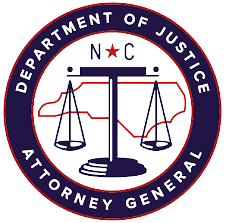 DEPARTMENT OF JUSTICE
N★C
ATTORNEY GENERAL